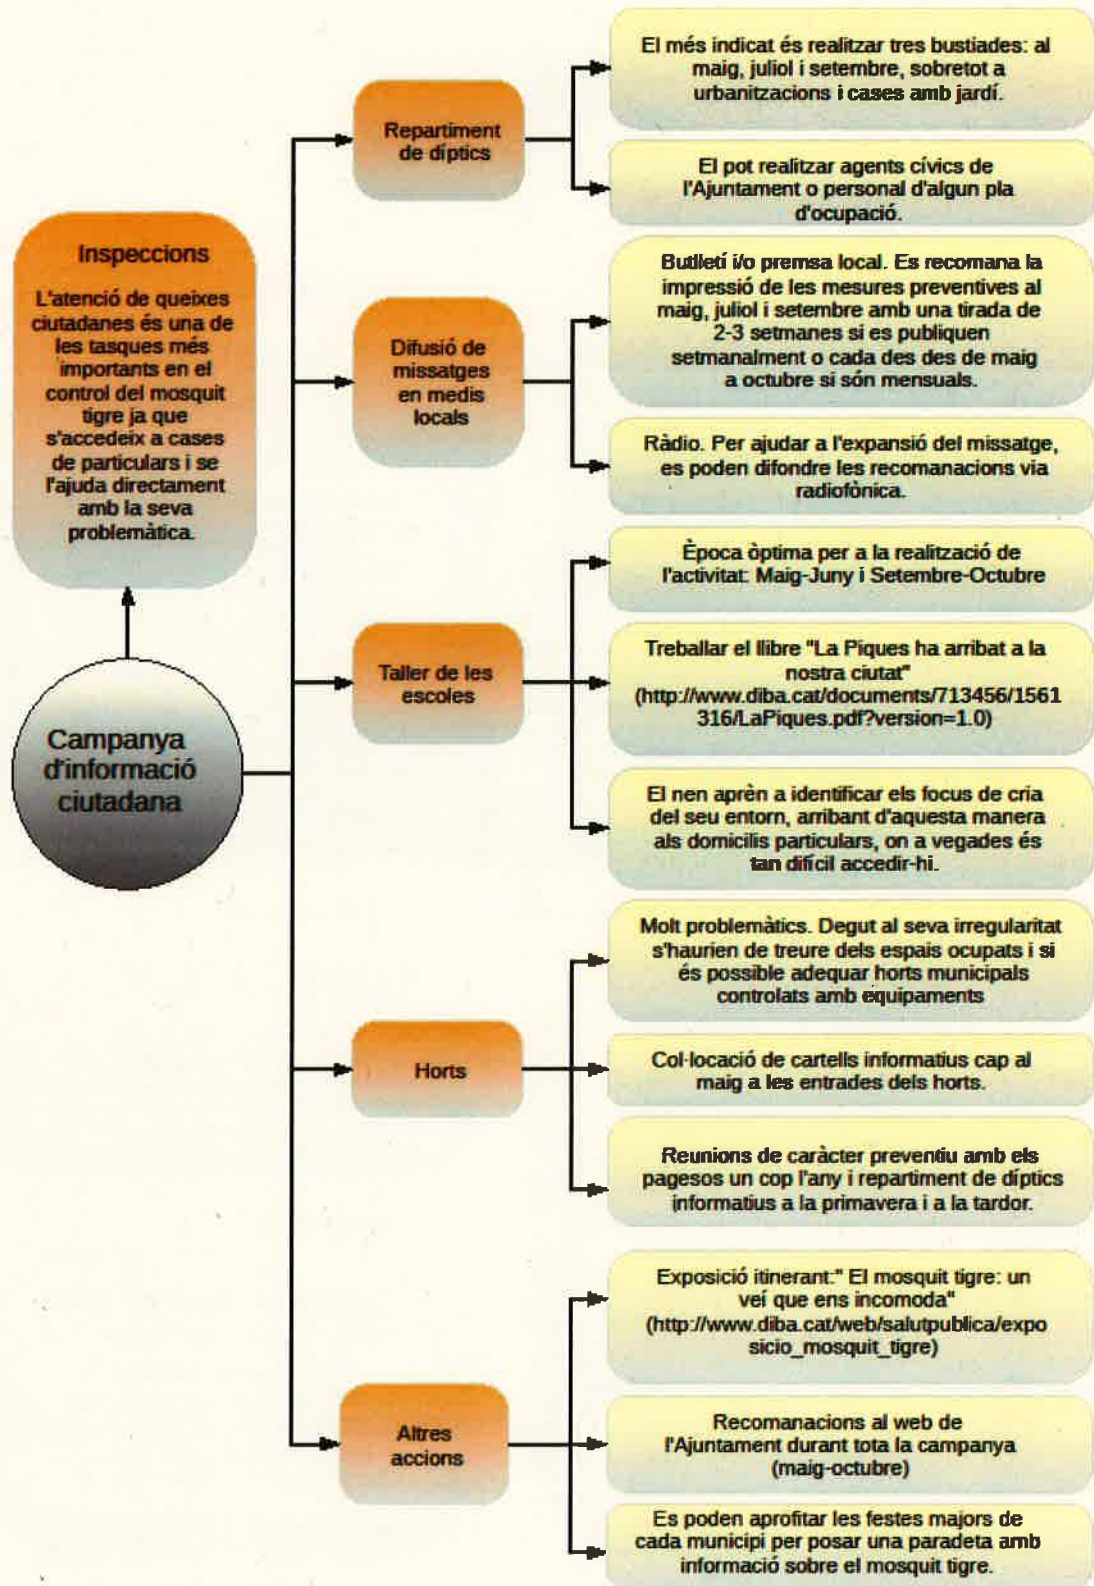 El més indicat és realitzar tres bustiades: al
maig, juliol i setembre, sobretot a
urbanitzacions i cases amb jardí.
Repartiment
de díptics
El pot realitzar agents cívics de
l'Ajuntament o personal d'algun pla
d'ocupació.
Inspeccions
L'atenció de queixes
ciutadanes és una de
les tasques més
importants en el
control del mosquit
tigre ja que
s'accedeix a cases
de particulars i se
l'ajuda directament
amb la seva
problemàtica.
Butlletí i/o premsa local. Es recomana la
impressió de les mesures preventives al
maig, juliol i setembre amb una tirada de
2-3 setmanes si es publiquen
setmanalment o cada des des de maig
a octubre si són mensuals.
Difusió de
missatges
en medis
locals
Ràdio. Per ajudar a l'expansió del missatge,
es poden difondre les recomanacions via
radiofònica.
Època òptima per a la realització de
l'activitat: Maig-Juny i Setembre-Octubre
Taller de les
escoles
Treballar el llibre "La Piques ha arribat a la
nostra ciutat"
(http://www.diba.cat/documents/713456/1561
316/LaPiques.pdf?version=1.0)
Campanya
d'informació
ciutadana
El nen aprèn a identificar els focus de cria
del seu entorn, arribant d'aquesta manera
als domicilis particulars, on a vegades és
tan difícil accedir-hi.
Molt problemàtics. Degut al seva irregularitat
s'haurien de treure dels espais ocupats i si
és possible adequar horts municipals
controlats amb equipaments
Horts
Col·locació de cartells informatius cap al
maig a les entrades dels horts.
Reunions de caràcter preventiu amb els
pagesos un cop l'any i repartiment de díptics
informatius a la primavera i a la tardor.
Exposició itinerant:" El mosquit tigre: un
veí que ens incomoda"
(http://www.diba.cat/web/salutpublica/expo
sicio_mosquit_tigre)
Altres
accions
Recomanacions al web de
l'Ajuntament durant tota la campanya
(maig-octubre)
Es poden aprofitar les festes majors de
cada municipi per posar una paradeta amb
informació sobre el mosquit tigre.